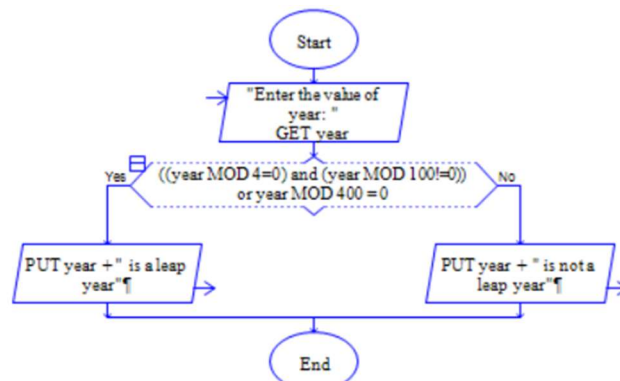 Start
"Enter the value of
year: "
GET year
((year MOD 4=0) and (year MOD 100!=0))
or year MOD 400 = 0
Yes
No
PUT year +" is a leap
year"¶
PUT year + " is not a
leap year"¶
End